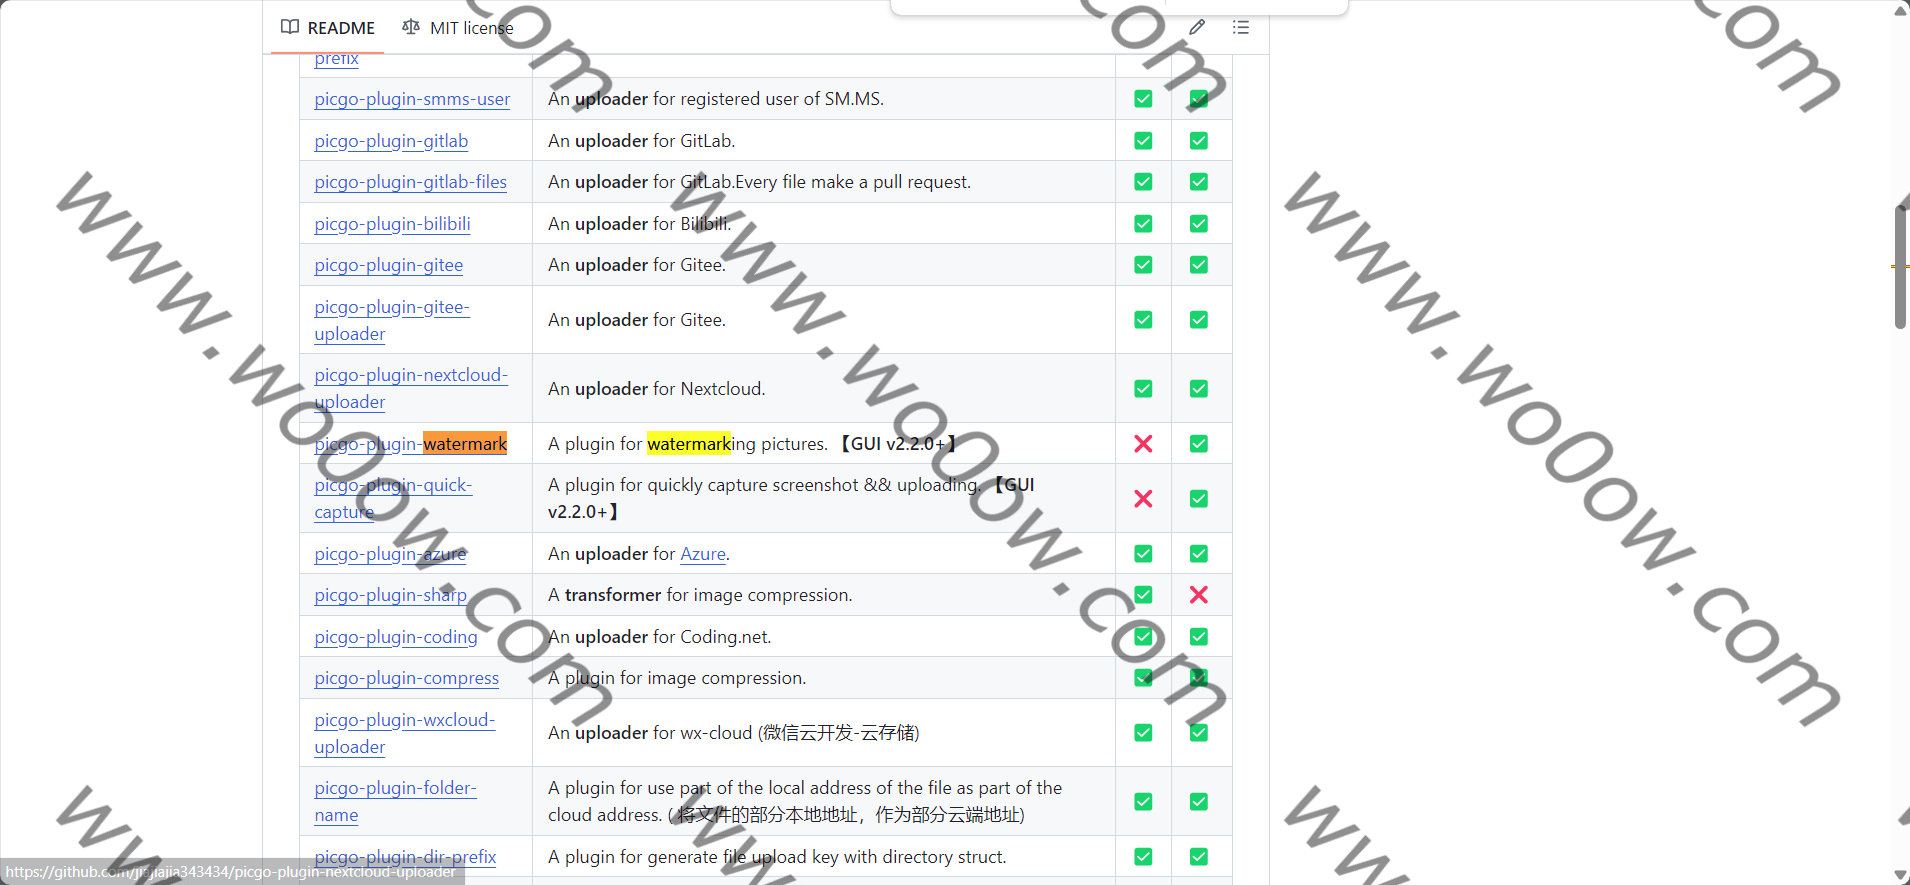 README MIT license
prefix
picgo-plugin-smms-user An uploader for registered user of SM.MS.
picgo-plugin-gitlab An uploader for GitLab.
picgo-plugin-gitlab-files An uploader for GitLab.Every file make a pull request.
picgo-plugin-bilibili An uploader for Bilibili.
picgo-plugin-gitee An uploader for Gitee.
picgo-plugin-gitee-
uploader
An uploader for Gitee.
picgo-plugin-nextcloud-
uploader
An uploader for Nextcloud.
picgo-plugin-watermark A plugin for watermarking pictures. 【GUI v2.2.0+】
picgo-plugin-quick-
capture
A plugin for quickly capture screenshot && uploading. 【GUI
v2.2.0+】
picgo-plugin-azure An uploader for Azure.
picgo-plugin-sharp A transformer for image compression.
picgo-plugin-coding An uploader for Coding.net.
picgo-plugin-compress A plugin for image compression.
picgo-plugin-wxcloud-
uploader
An uploader for wx-cloud (微信云开发-云存储)
picgo-plugin-folder-
name
A plugin for use part of the local address of the file as part of the
cloud address. ( 将文件的部分本地地址，作为部分云端地址)
picgo-plugin-dir-prefix A plugin for generate file upload key with directory struct.
https://github.com/jiajiajia343434/picgo-plugin-nextcloud-uploader
www.wo0ow.com
www.wo0ow.com
www.wo0ow.com